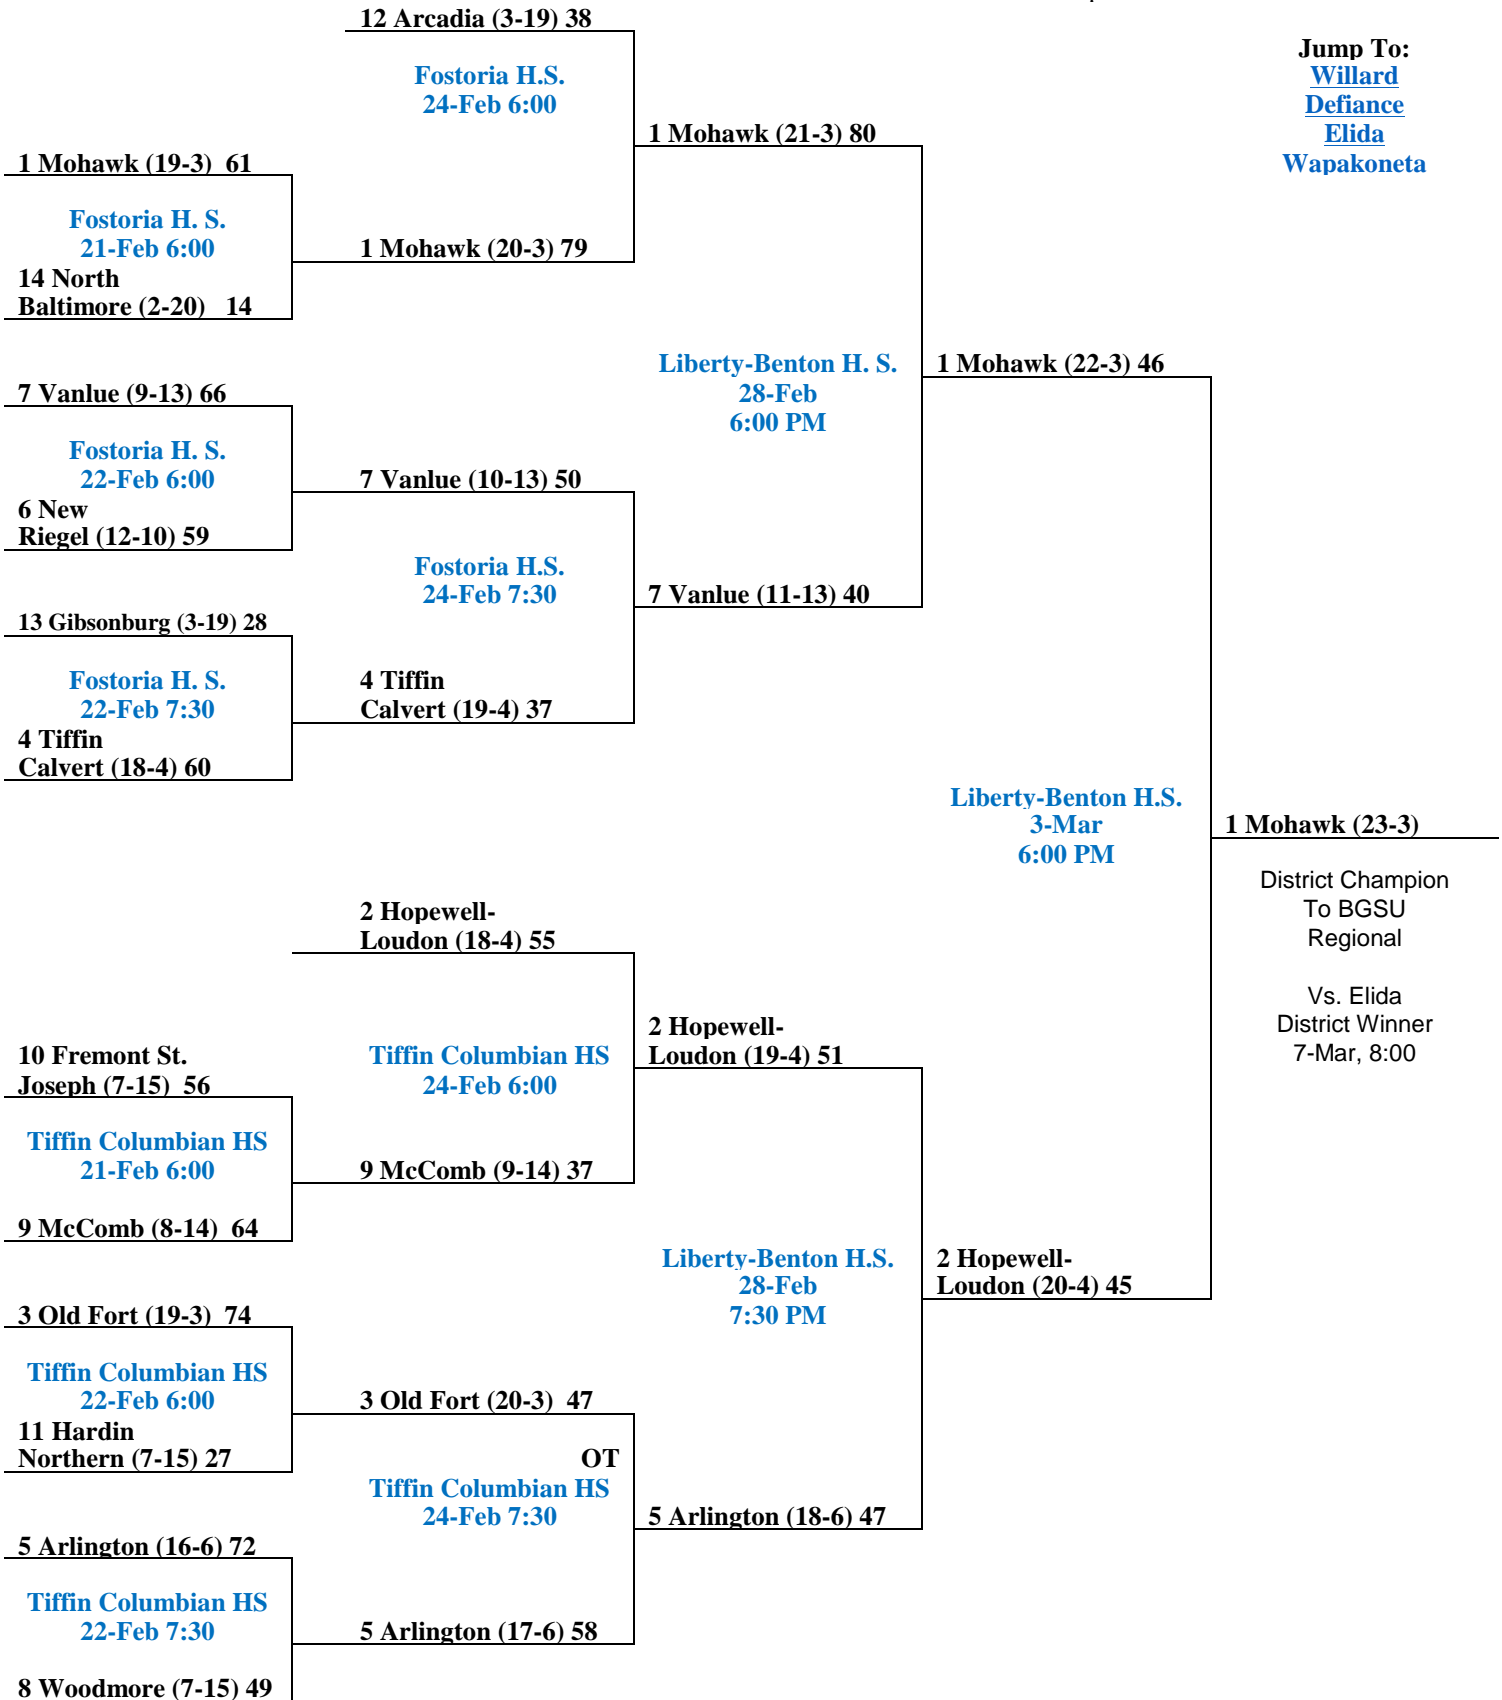 12 Arcadia (3-19) 38
Fostoria H.S.
24-Feb 6:00
Jump To:
Willard
Defiance
Elida
Wapakoneta
1 Mohawk (21-3) 80
1 Mohawk (19-3) 61
Fostoria H. S.
21-Feb 6:00
1 Mohawk (20-3) 79
14 North
Baltimore (2-20) 14
Liberty-Benton H. S.
28-Feb
6:00 PM
1 Mohawk (22-3) 46
7 Vanlue (9-13) 66
Fostoria H. S.
22-Feb 6:00
7 Vanlue (10-13) 50
6 New
Riegel (12-10) 59
Fostoria H.S.
24-Feb 7:30
7 Vanlue (11-13) 40
13 Gibsonburg (3-19) 28
Fostoria H. S.
22-Feb 7:30
4 Tiffin
Calvert (19-4) 37
4 Tiffin
Calvert (18-4) 60
Liberty-Benton H.S.
3-Mar
6:00 PM
1 Mohawk (23-3)
District Champion
To BGSU
Regional
Vs. Elida
District Winner
7-Mar, 8:00
2 Hopewell-
Loudon (18-4) 55
2 Hopewell-
Loudon (19-4) 51
10 Fremont St.
Joseph (7-15) 56
Tiffin Columbian HS
24-Feb 6:00
Tiffin Columbian HS
21-Feb 6:00
9 McComb (9-14) 37
9 McComb (8-14) 64
Liberty-Benton H.S.
28-Feb
7:30 PM
2 Hopewell-
Loudon (20-4) 45
3 Old Fort (19-3) 74
Tiffin Columbian HS
22-Feb 6:00
3 Old Fort (20-3) 47
11 Hardin
Northern (7-15) 27
OT
Tiffin Columbian HS
24-Feb 7:30
5 Arlington (18-6) 47
5 Arlington (16-6) 72
Tiffin Columbian HS
22-Feb 7:30
5 Arlington (17-6) 58
8 Woodmore (7-15) 49